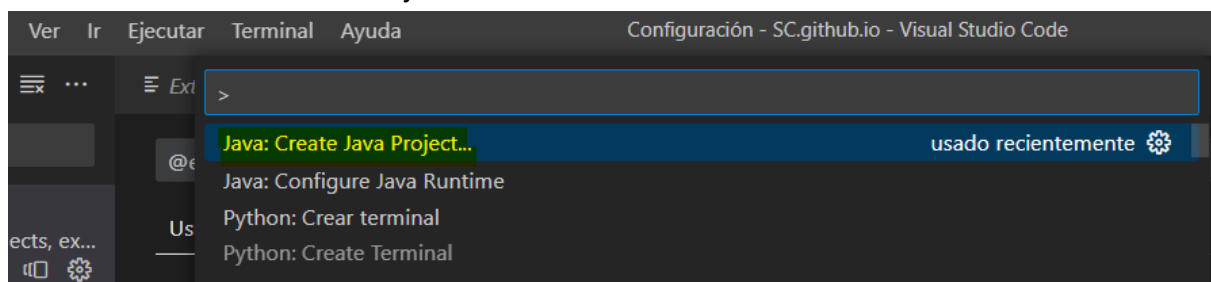 Ver Ir Ejecutar Terminal Ayuda Configuración - SC.github.io - Visual Studio Code
Ext
>
Java: Create Java Project... usado recientemente
@e
Java: Configure Java Runtime
Us Python: Crear terminal
ects, ex...
Python: Create Terminal